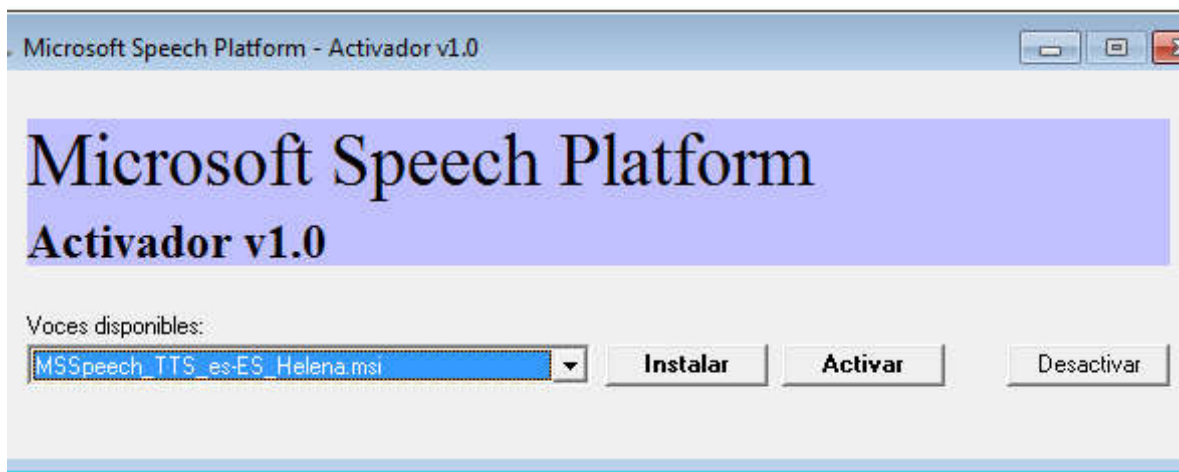 Microsoft Speech Platform - Activador v1.0
Microsoft Speech Platform
Activador v1.0
Voces disponibles:
MSSpeech_TTS_es-ES_Helena.msi Instalar Activar Desactivar